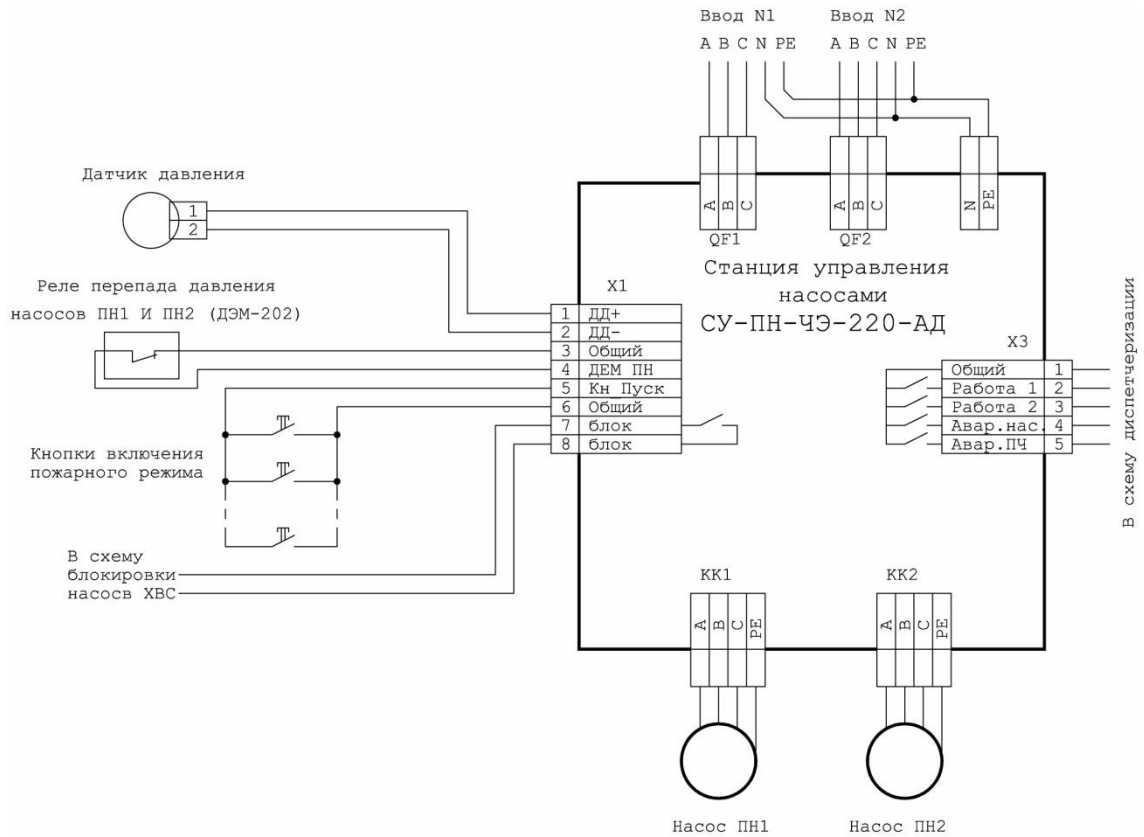 Ввод N1
Ввод N2
A B C N PE
A B C N PE
A
B
C
A
B
C
N
PE
QF1
QF2
Датчик давления
1
2
Станция управления
насосами
СУ-ПН-ЧЭ-220-АД
Реле перепада давления
насосов ПН1 И ПН2 (ДЭМ-202)
X1
1 ДД+
2 ДД-
3 Общий
4 ДЕМ ПН
5 Кн_Пуск
6 Общий
7 блок
8 блок
X3
Общий 1
Работа 1 2
Работа 2 3
Авар.нас. 4
Авар.ПЧ 5
В схему диспетчеризации
Кнопки включения
пожарного режима
В схему
блокировки
насосв ХВС
KK1
KK2
A
B
C
PE
A
B
C
PE
Насос ПН1
Насос ПН2